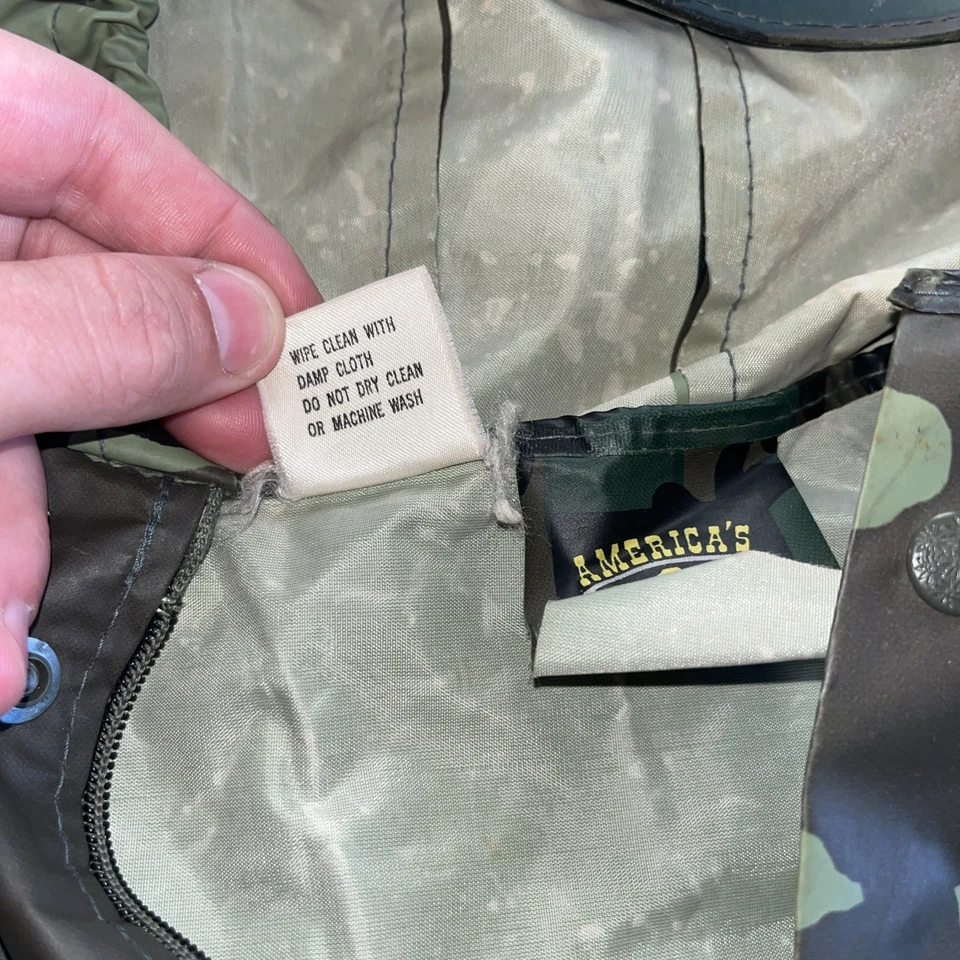 WIPE CLEAN WITH
DAMP CLOTH
DO NOT DRY CLEAN
OR MACHINE WASH
AMERICA'S